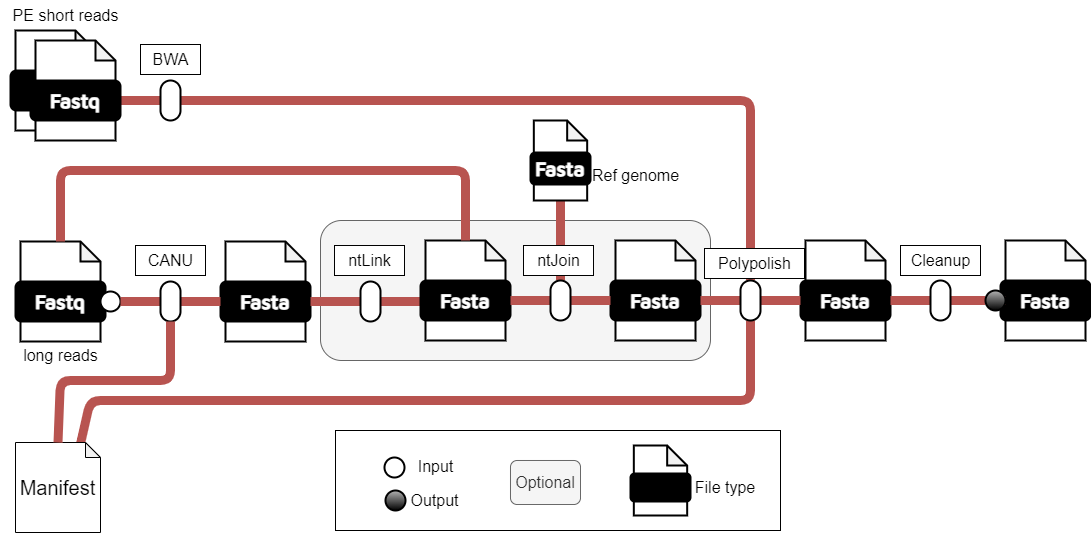 PE short reads
BWA
Fastq
Fasta
Ref genome
CANU
ntLink
ntJoin
Polypolish
Cleanup
Fastq
Fasta
Fasta
Fasta
Fasta
Fasta
long reads
Manifest
Input
Output
Optional
File type